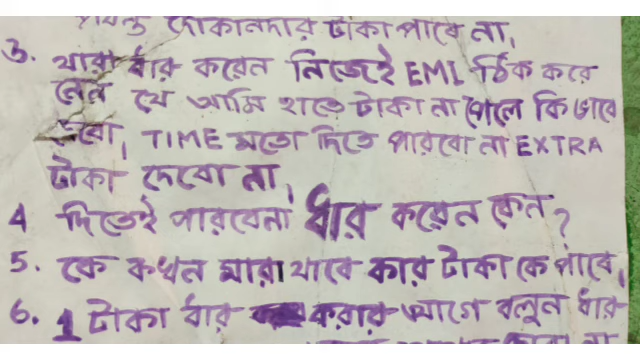 দোকানদার টাকা পাবে না,
3. যারা ধার করেন নিজেই EMI ঠিক করে
নেন যে আমি হাতে টাকা না পেলে কি ভাবে
দেবো, TIME মতো দিতে পারবো না EXTRA
টাকা দেবো না,
4 দিতেই পারবেনা ধার করেন কেন?
5. কে কখন মারা যাবে কার টাকা কে পাবে,
6. 1 টাকা ধার করার আগে বলুন ধার